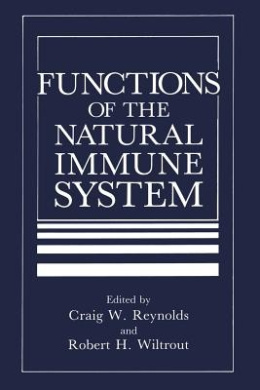 FUNCTIONS
OF THE
NATURAL
IMMUNE
SYSTEM
Edited by
Craig W. Reynolds
and
Robert H. Wiltrout